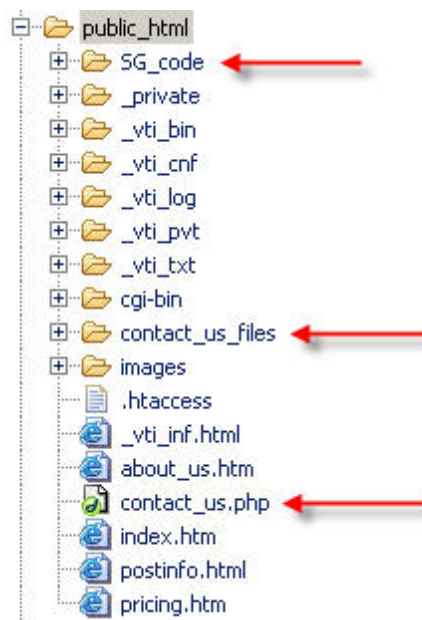 public_html
SG_code
_private
_vti_bin
_vti_cnf
_vti_log
_vti_pvt
_vti_txt
cgi-bin
contact_us_files
images
.htaccess
_vti_inf.html
about_us.htm
contact_us.php
index.htm
postinfo.html
pricing.htm